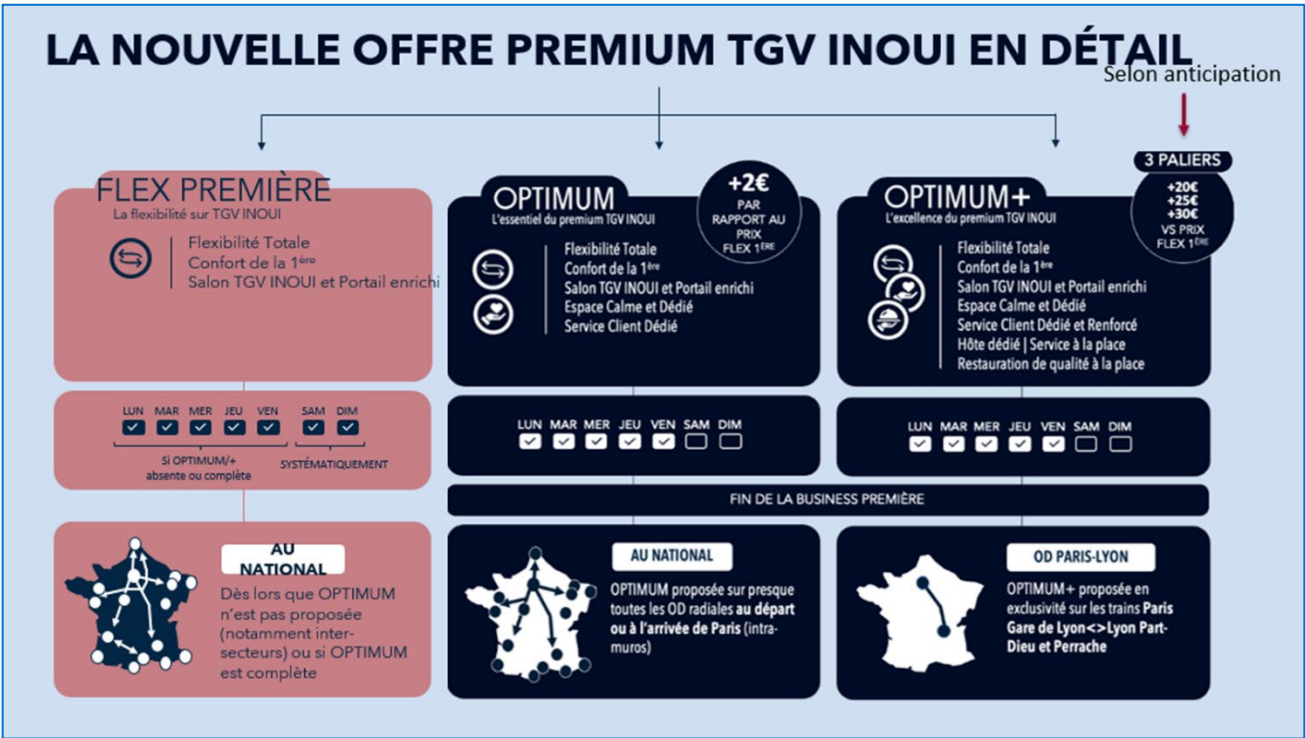 LA NOUVELLE OFFRE PREMIUM TGV INOUI EN DÉTAIL
Selon anticipation
FLEX PREMIÈRE
La flexibilité sur TGV INOUI
Flexibilité Totale
Confort de la 1ère
Salon TGV INOUI et Portail enrichi
LUN MAR MER JEU VEN SAM DIM
Si OPTIMUM/+
absente ou complète
SYSTÉMATIQUEMENT
AU
NATIONAL
Dès lors que OPTIMUM
n'est pas proposée
(notamment inter-
secteurs) ou si OPTIMUM
est complète
OPTIMUM
L'essentiel du premium TGV INOUI
+2€
PAR
RAPPORT AU
PRIX
FLEX 1ÈRE
Flexibilité Totale
Confort de la 1ère
Salon TGV INOUI et Portail enrichi
Espace Calme et Dédié
Service Client Dédié
LUN MAR MER JEU VEN SAM DIM
OPTIMUM+
L'excellence du premium TGV INOUI
3 PALIERS
+20€
+25€
+30€
VS PRIX
FLEX 1ÈRE
Flexibilité Totale
Confort de la 1ère
Salon TGV INOUI et Portail enrichi
Espace Calme et Dédié
Service Client Dédié et Renforcé
Hôte dédié | Service à la place
Restauration de qualité à la place
LUN MAR MER JEU VEN SAM DIM
FIN DE LA BUSINESS PREMIÈRE
AU NATIONAL
OPTIMUM proposée sur presque
toutes les OD radiales au départ
ou à l'arrivée de Paris (intra-
muros)
OD PARIS-LYON
OPTIMUM+ proposée en
exclusivité sur les trains Paris
Gare de Lyon<>Lyon Part-
Dieu et Perrache